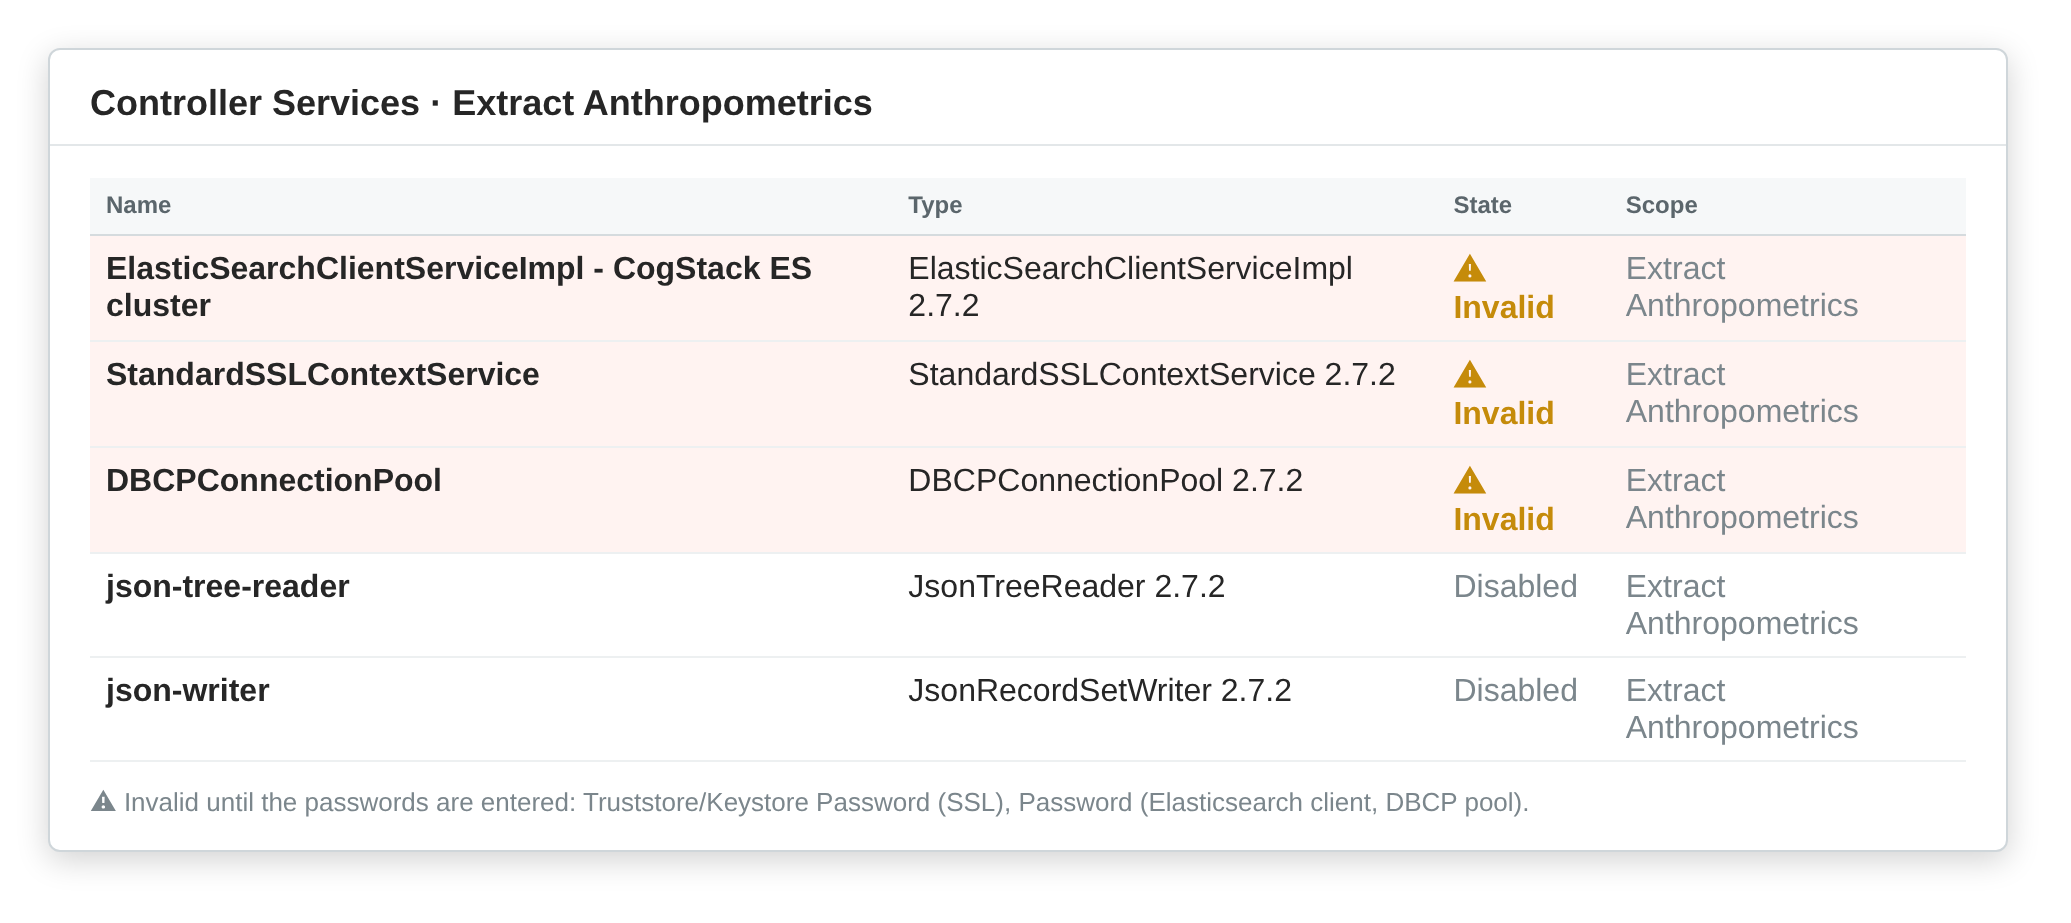 Controller Services · Extract Anthropometrics
Name Type State Scope
ElasticSearchClientServiceImpl - CogStack ES cluster
ElasticSearchClientServiceImpl 2.7.2
⚠ Invalid
Extract Anthropometrics
StandardSSLContextService
StandardSSLContextService 2.7.2
⚠ Invalid
Extract Anthropometrics
DBCPConnectionPool
DBCPConnectionPool 2.7.2
⚠ Invalid
Extract Anthropometrics
json-tree-reader
JsonTreeReader 2.7.2
Disabled
Extract Anthropometrics
json-writer
JsonRecordSetWriter 2.7.2
Disabled
Extract Anthropometrics
⚠ Invalid until the passwords are entered: Truststore/Keystore Password (SSL), Password (Elasticsearch client, DBCP pool).